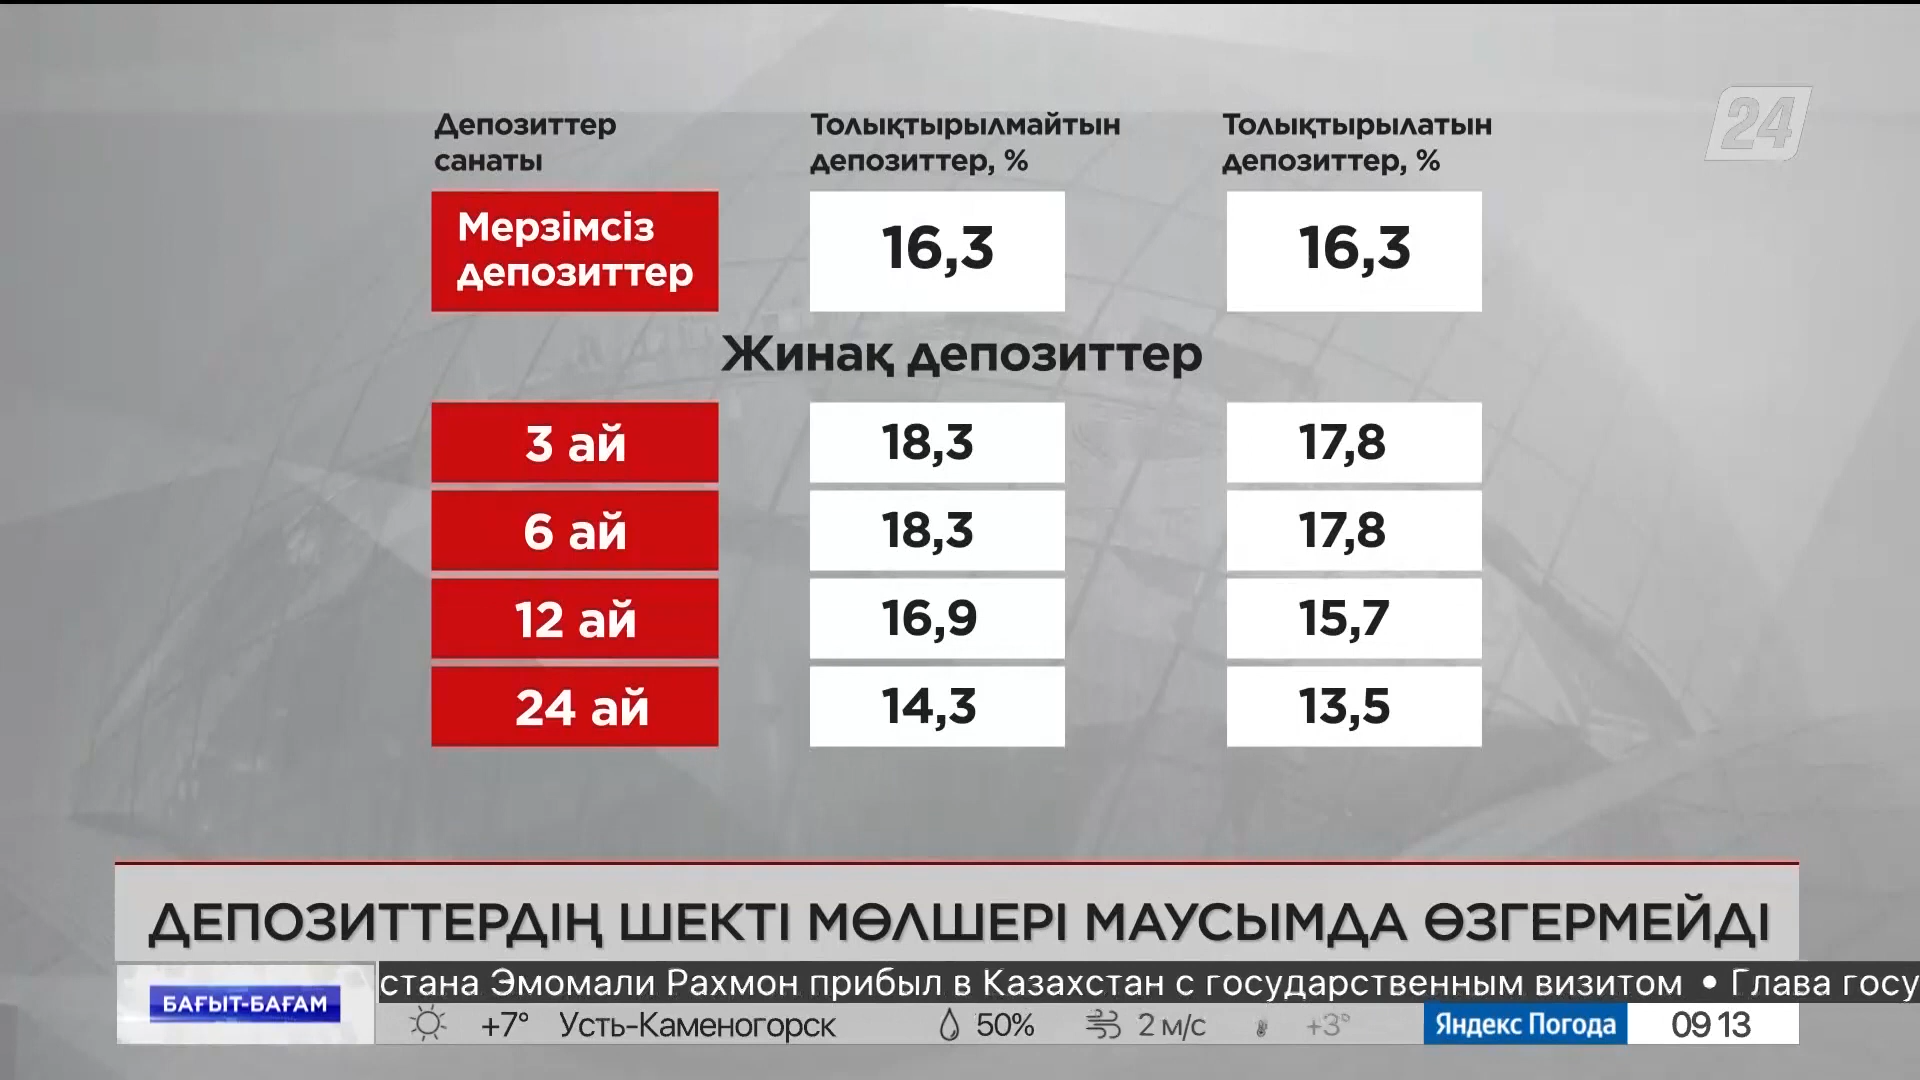 24
Депозиттер
санаты
Толықтырылмайтын
депозиттер, %
Толықтырылатын
депозиттер, %
Мерзімсіз
депозиттер
16,3
16,3
Жинақ депозиттер
3 ай
18,3
17,8
6 ай
18,3
17,8
12 ай
16,9
15,7
24 ай
14,3
13,5
ДЕПОЗИТТЕРДІҢ ШЕКТІ МӨЛШЕРІ МАУСЫМДА ӨЗГЕРМЕЙДІ
стана Эмомали Рахмон прибыл в Казахстан с государственным визитом • Глава госу
БАҒЫТ-БАҒАМ
+7° Усть-Каменогорск 50% 2 м/с +3° Яндекс Погода 09 13